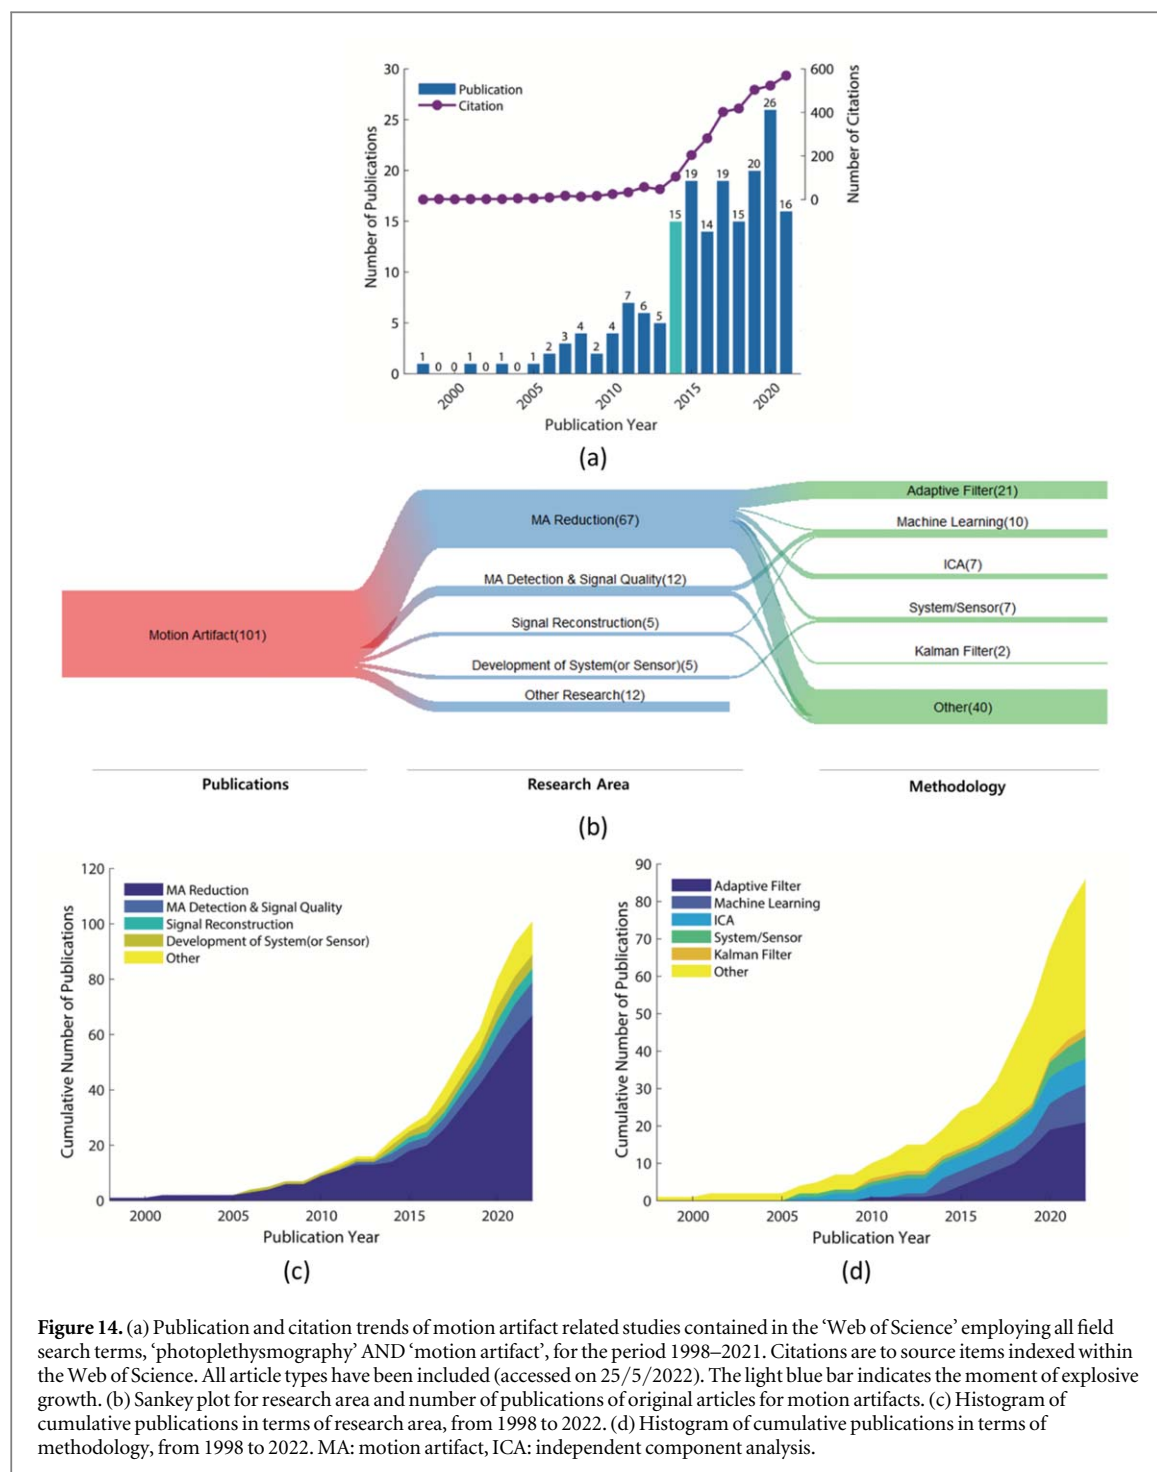 30
25
20
15
10
5
0
Number of Publications
Publication
Citation
600
400
200
0
Number of Citations
1
0
0
1
0
1
0
1
2
3
4
2
4
7
6
5
15
19
14
19
15
20
26
16
2000
2005
2010
2015
2020
Publication Year
(a)
Motion Artifact(101)
MA Reduction(67)
MA Detection & Signal Quality(12)
Signal Reconstruction(5)
Development of System(or Sensor)(5)
Other Research(12)
Adaptive Filter(21)
Machine Learning(10)
ICA(7)
System/Sensor(7)
Kalman Filter(2)
Other(40)
Publications
Research Area
Methodology
(b)
120
100
80
60
40
20
0
Cumulative Number of Publications
MA Reduction
MA Detection & Signal Quality
Signal Reconstruction
Development of System(or Sensor)
Other
2000
2005
2010
2015
2020
Publication Year
(c)
90
80
70
60
50
40
30
20
10
0
Cumulative Number of Publications
Adaptive Filter
Machine Learning
ICA
System/Sensor
Kalman Filter
Other
2000
2005
2010
2015
2020
Publication Year
(d)
Figure 14. (a) Publication and citation trends of motion artifact related studies contained in the ‘Web of Science’ employing all field
search terms, ‘photoplethysmography’ AND ‘motion artifact’, for the period 1998–2021. Citations are to source items indexed within
the Web of Science. All article types have been included (accessed on 25/5/2022). The light blue bar indicates the moment of explosive
growth. (b) Sankey plot for research area and number of publications of original articles for motion artifacts. (c) Histogram of
cumulative publications in terms of research area, from 1998 to 2022. (d) Histogram of cumulative publications in terms of
methodology, from 1998 to 2022. MA: motion artifact, ICA: independent component analysis.